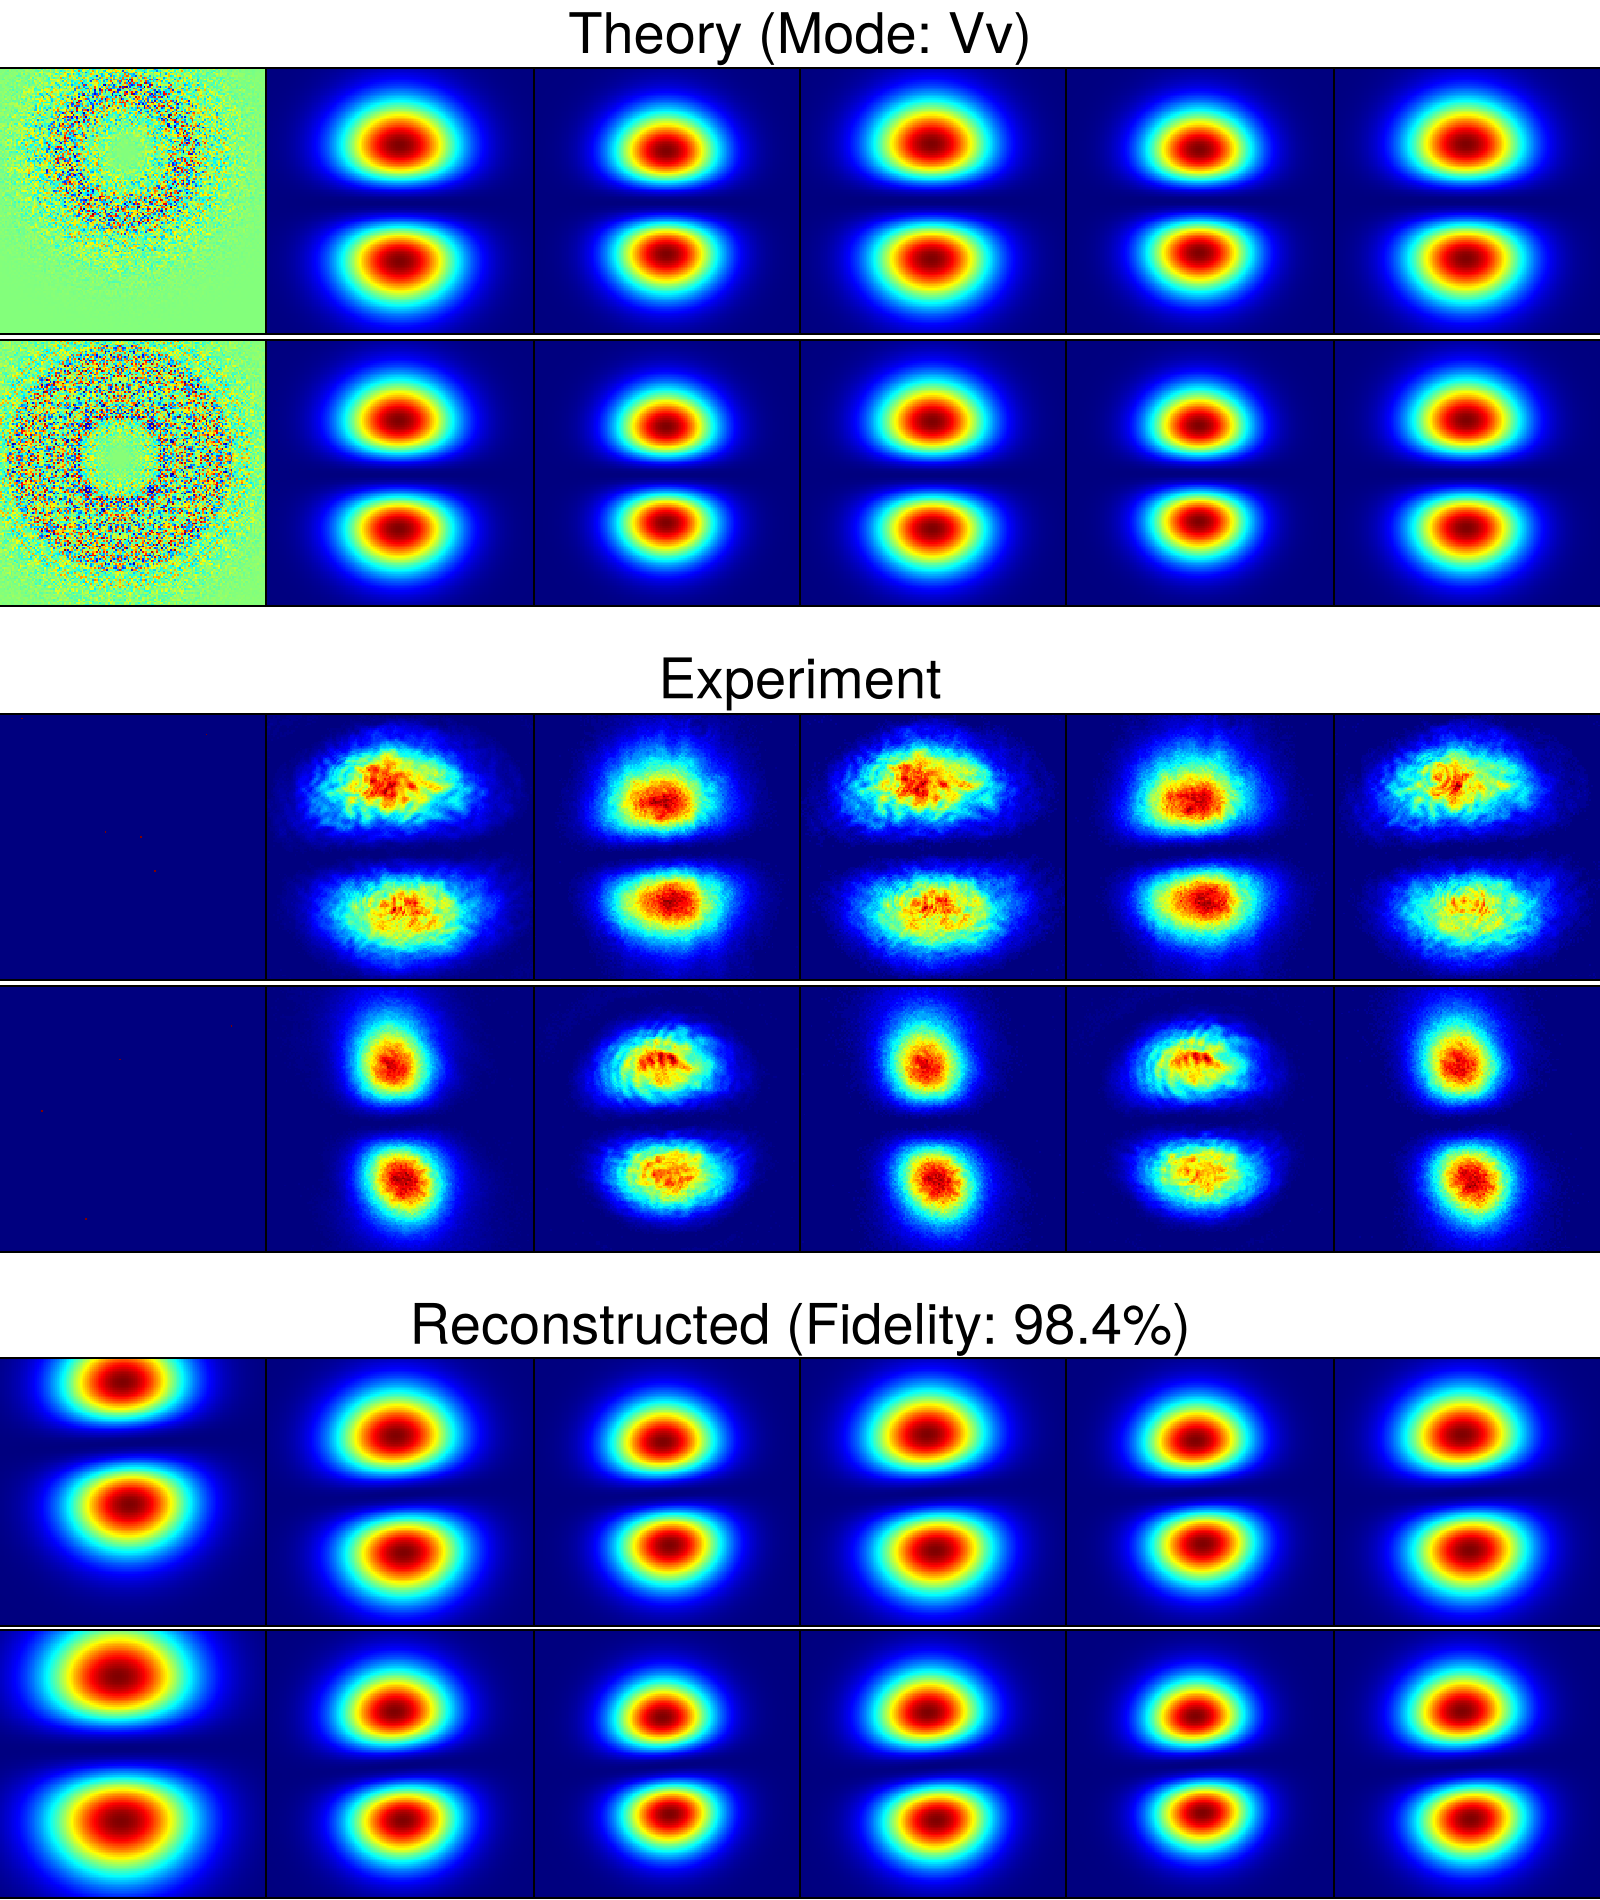 Theory (Mode: Vv)
Experiment
Reconstructed (Fidelity: 98.4%)